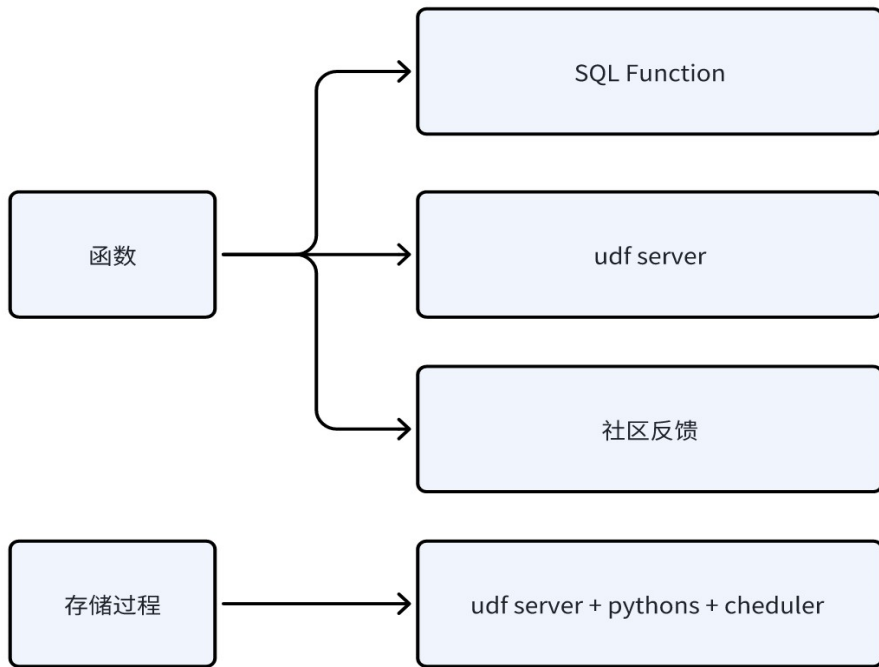 SQL Function
函数
udf server
社区反馈
存储过程
udf server + pythons + cheduler